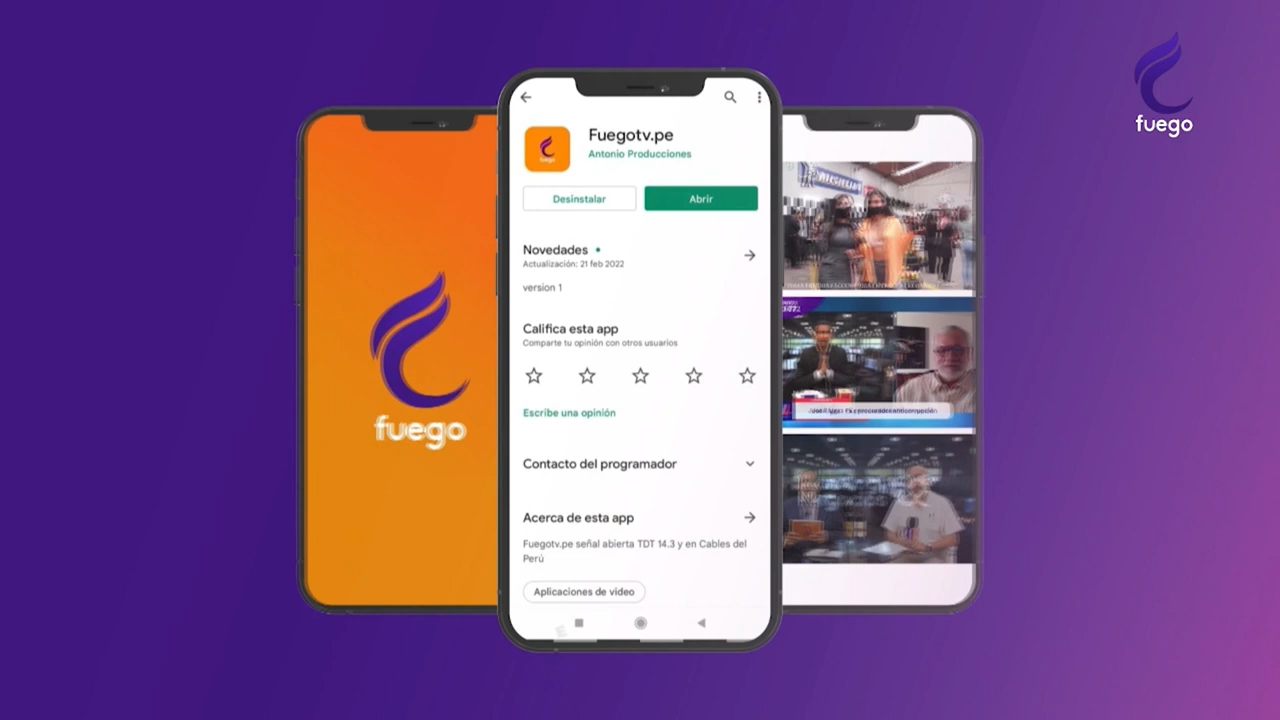 fuego
fuego
Fuegotv.pe
fuego
Antonio Producciones
Desinstalar
Abrir
Novedades
Actualización: 21 feb 2022
version 1
Califica esta app
Comparte tu opinión con otros usuarios
Escribe una opinión
Contacto del programador
Acerca de esta app
Fuegotv.pe señal abierta TDT 14.3 y en Cables del
Perú
Aplicaciones de video